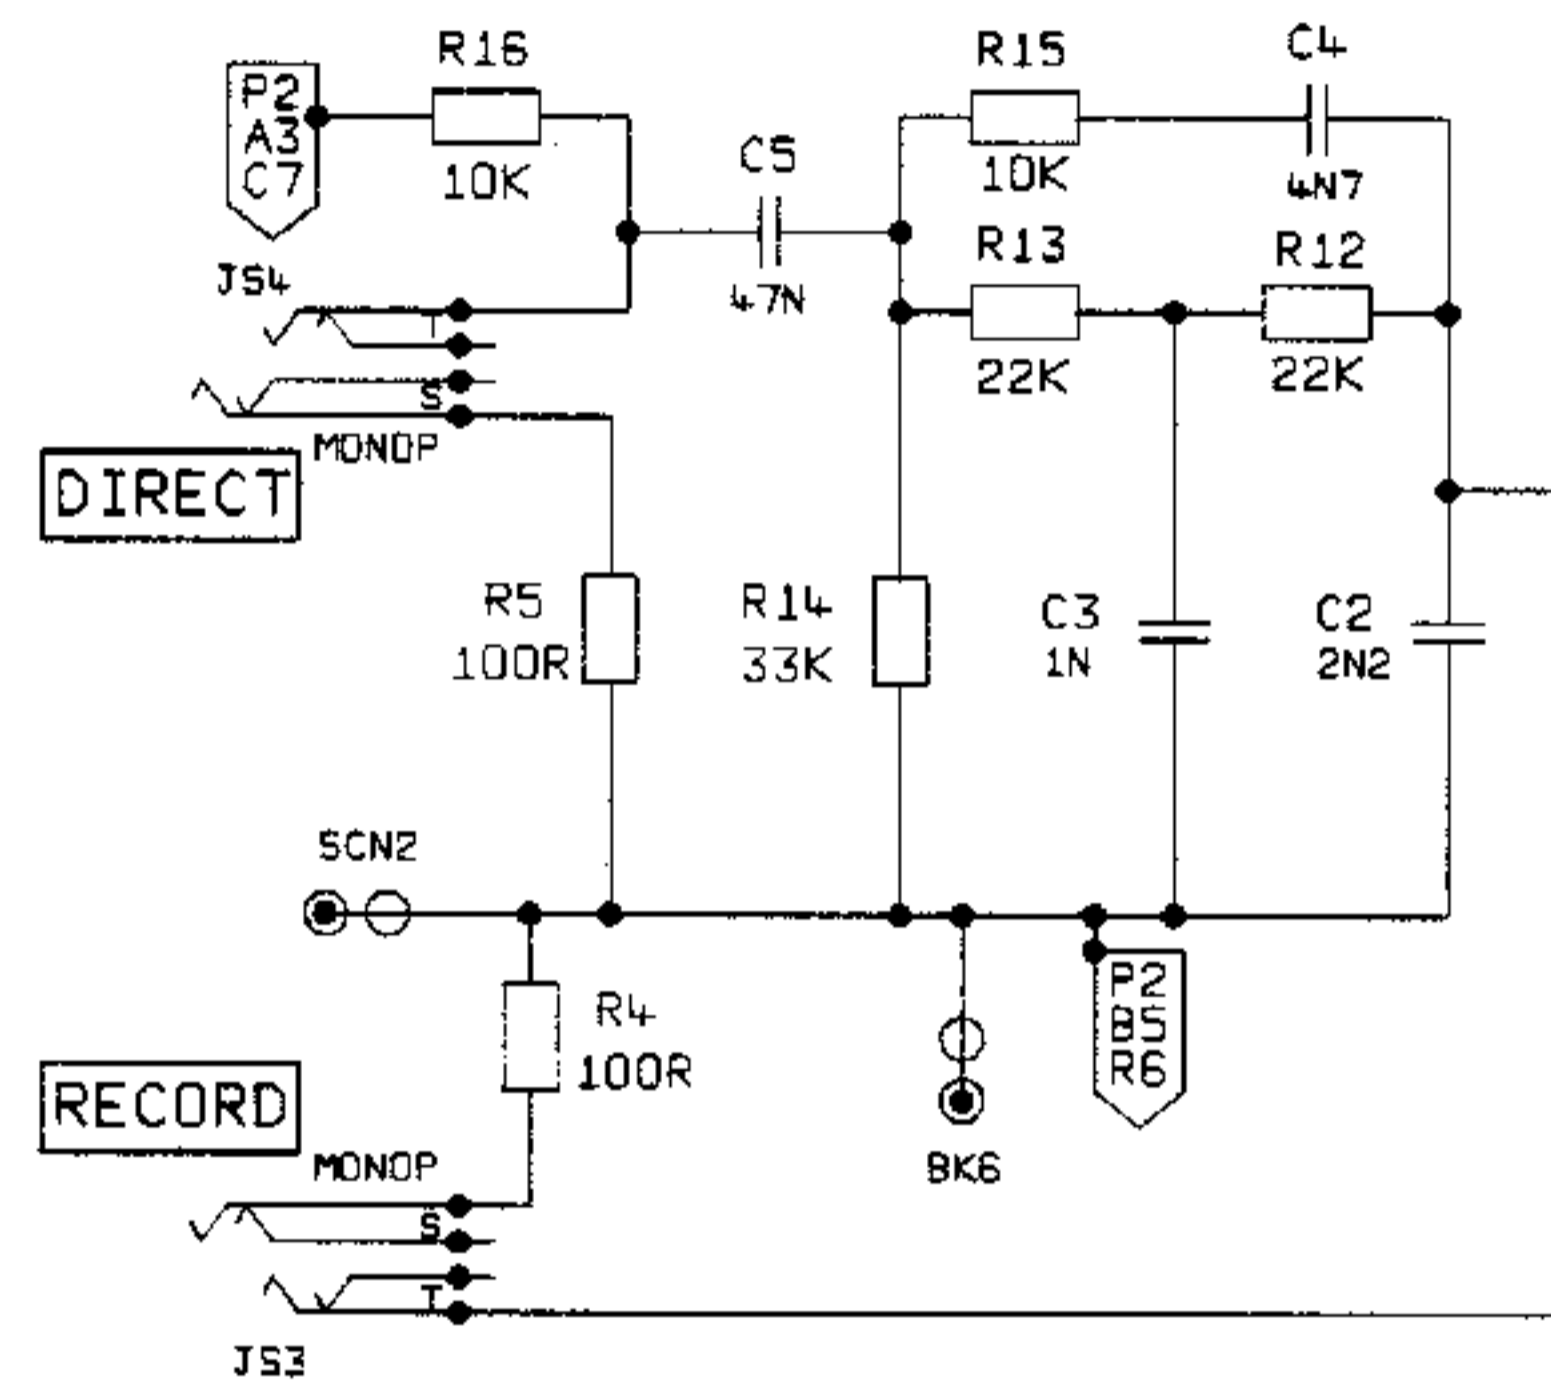 R16
R15
C4
P2
A3
C7
10K
C5
10K
4N7
R13
R12
JS4
47N
T
22K
22K
S
MONOP
DIRECT
R5
100R
R14
33K
C3
1N
C2
2N2
SCN2
P2
B5
R6
R4
100R
RECORD
MONOP
BK6
S
T
JS3